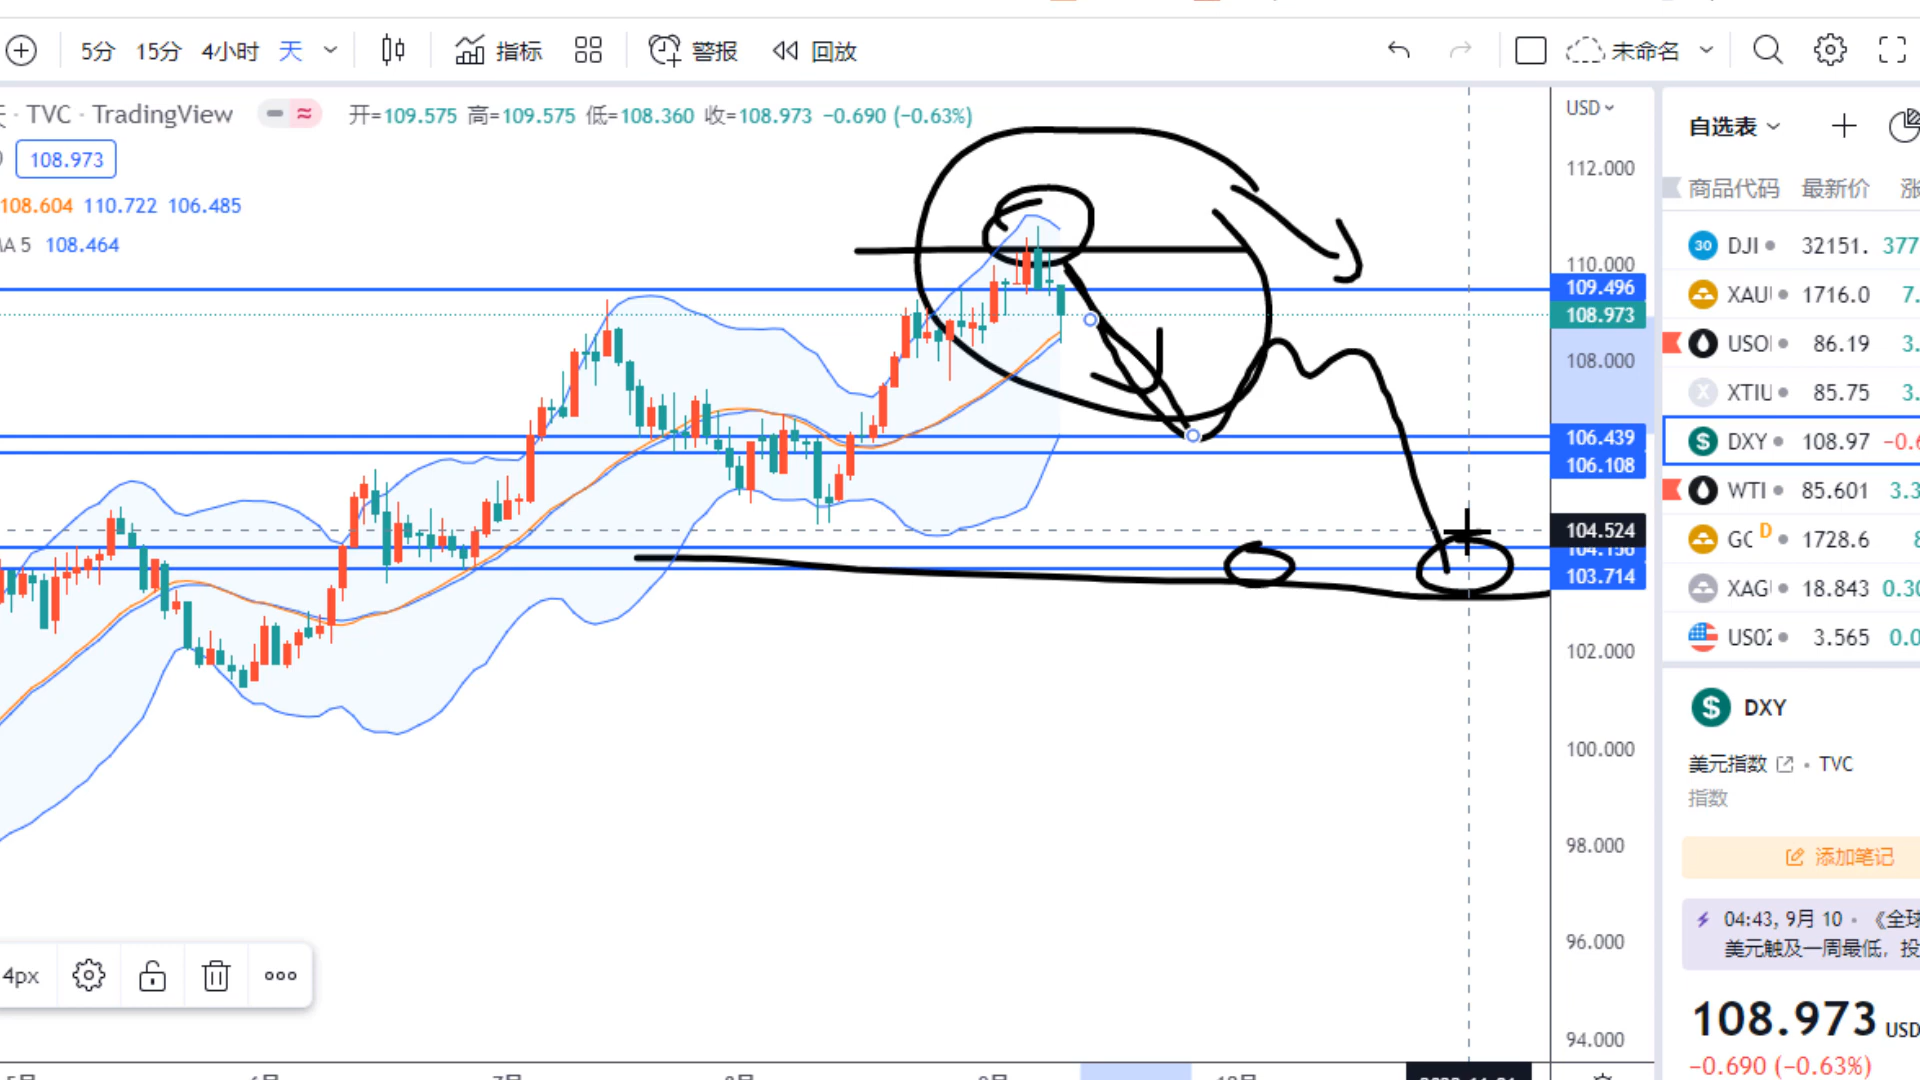 5分 15分 4小时 天 指标 警报 回放 未命名
· TVC · TradingView 开=109.575 高=109.575 低=108.360 收=108.973 −0.690 (−0.63%)
108.973
108.604 110.722 106.485
MA 5 108.464
USD
112.000
110.000
109.496
108.973
108.000
106.439
106.108
104.524
104.156
103.714
102.000
100.000
98.000
96.000
94.000
自选表
商品代码 最新价 涨
30 DJI 32151. 377
XAU 1716.0 7.
USO 86.19 3.
X XTIU 85.75 3.
$ DXY 108.97 −0.6
WTI 85.601 3.3
GC D 1728.6 8
XAG 18.843 0.30
US02 3.565 0.0
$ DXY
美元指数 · TVC
指数
添加笔记
04:43, 9月 10 · 《全球
美元触及一周最低，投
108.973 USD
−0.690 (−0.63%)
4px